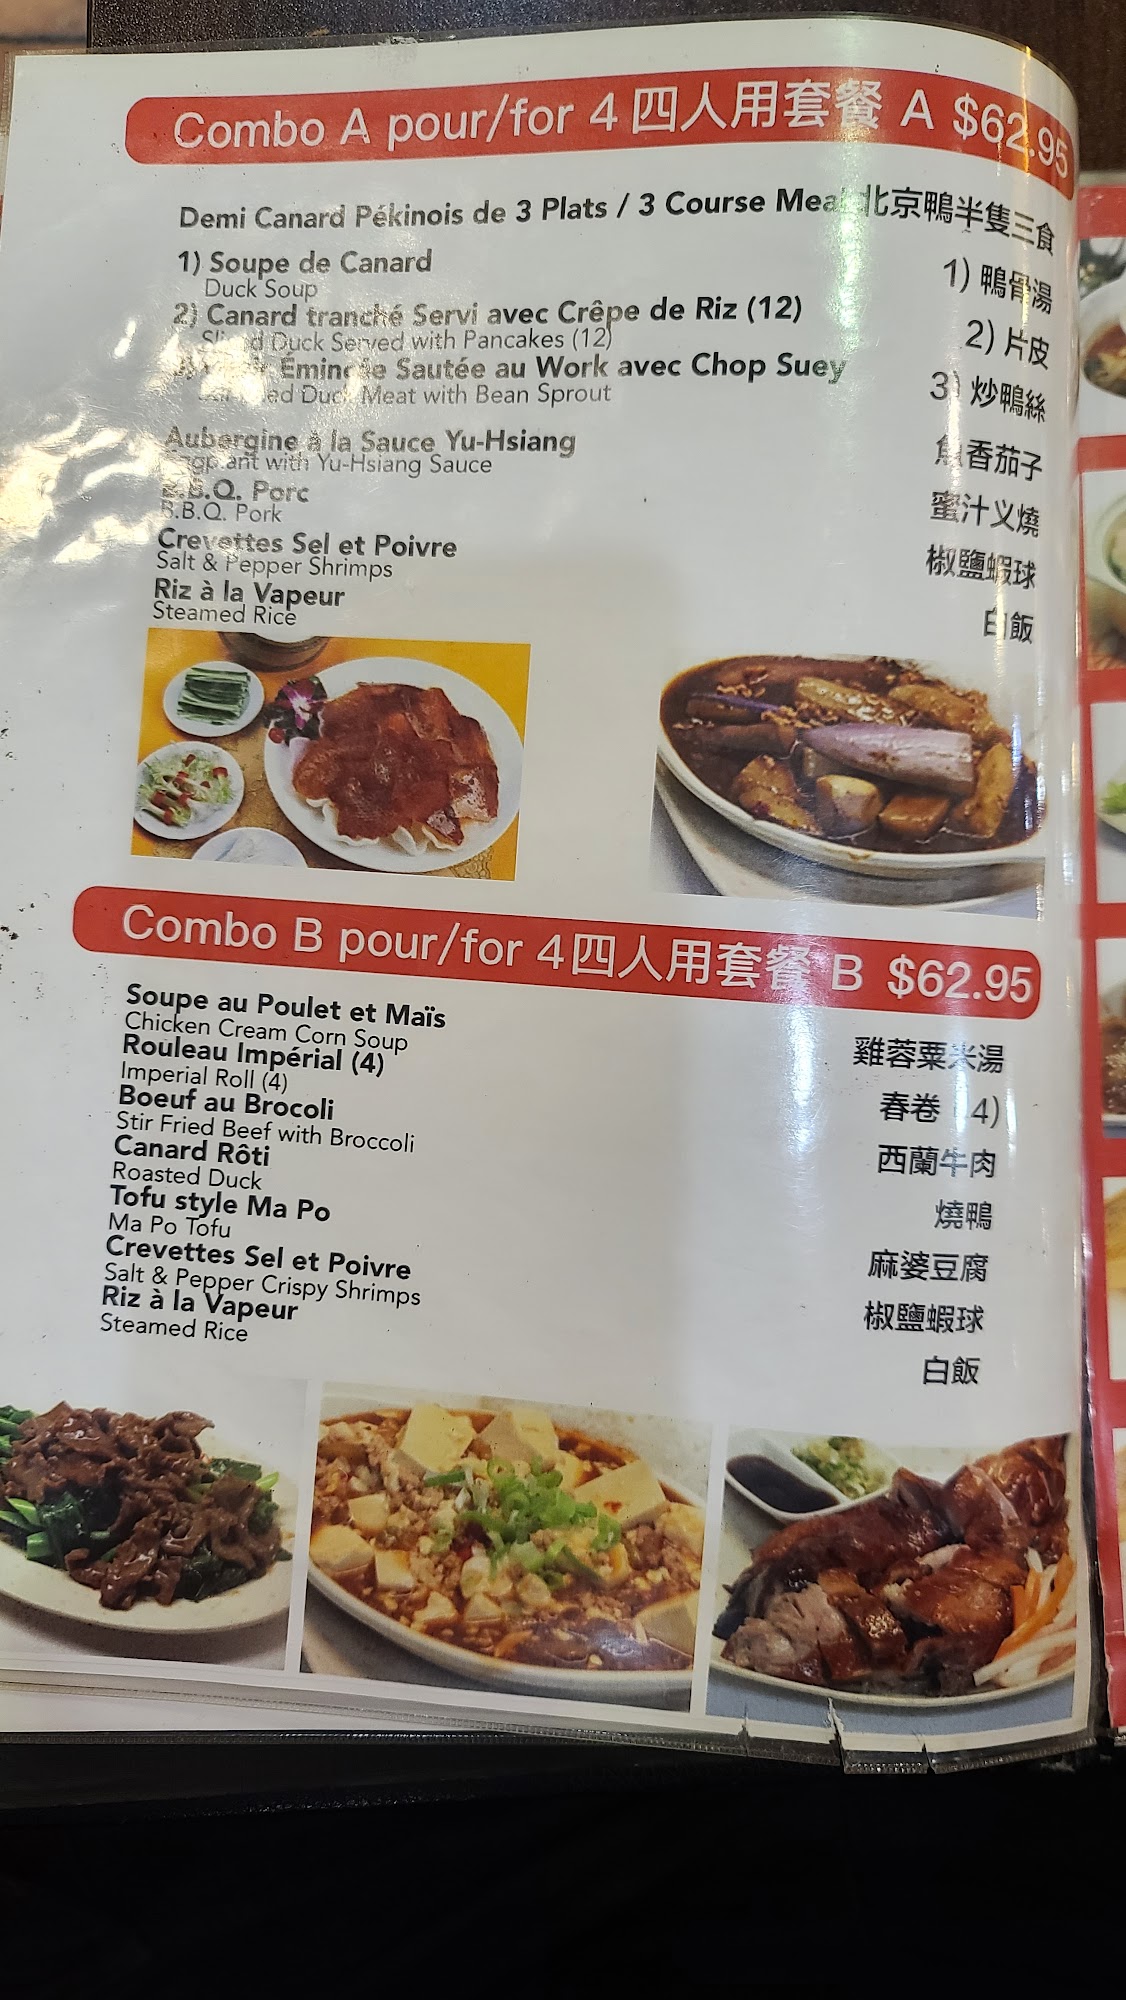 Combo A pour/for 4 四人用套餐 A $62.95
Demi Canard Pékinois de 3 Plats / 3 Course Meal 北京鴨半隻三食
1) Soupe de Canard 1) 鴨骨湯
Duck Soup
2) Canard tranché Servi avec Crêpe de Riz (12) 2) 片皮
Sliced Duck Served with Pancakes (12)
Émincée Sautée au Work avec Chop Suey 3) 炒鴨絲
Duck Meat with Bean Sprout
Aubergine à la Sauce Yu-Hsiang 魚香茄子
Eggplant with Yu-Hsiang Sauce
B.B.Q. Porc 蜜汁义燒
B.B.Q. Pork
Crevettes Sel et Poivre 椒鹽蝦球
Salt & Pepper Shrimps
Riz à la Vapeur 白飯
Steamed Rice
Combo B pour/for 4 四人用套餐 B $62.95
Soupe au Poulet et Maïs 雞蓉粟米湯
Chicken Cream Corn Soup
Rouleau Impérial (4) 春卷 (4)
Imperial Roll (4)
Boeuf au Brocoli 西蘭牛肉
Stir Fried Beef with Broccoli
Canard Rôti 燒鴨
Roasted Duck
Tofu style Ma Po 麻婆豆腐
Ma Po Tofu
Crevettes Sel et Poivre 椒鹽蝦球
Salt & Pepper Crispy Shrimps
Riz à la Vapeur 白飯
Steamed Rice